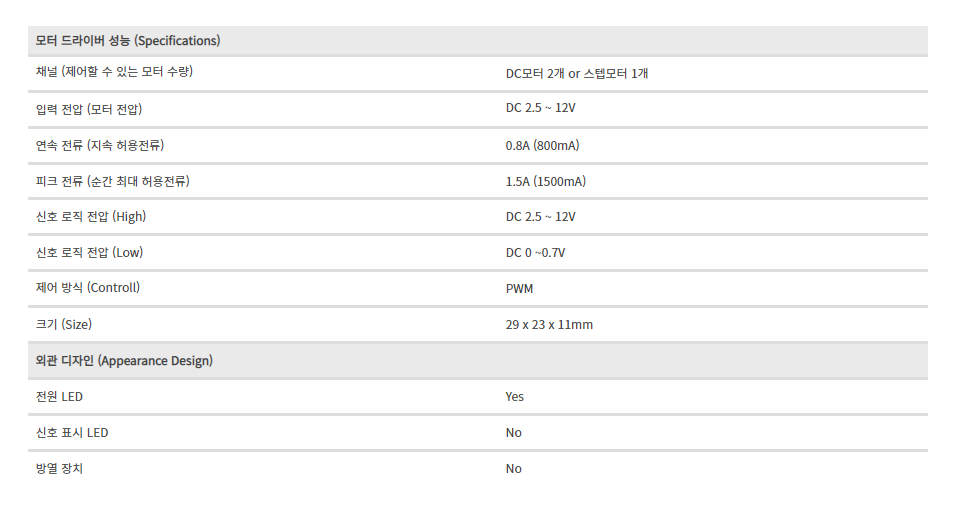 모터 드라이버 성능 (Specifications)
채널 (제어할 수 있는 모터 수량) DC모터 2개 or 스텝모터 1개
입력 전압 (모터 전압) DC 2.5 ~ 12V
연속 전류 (지속 허용전류) 0.8A (800mA)
피크 전류 (순간 최대 허용전류) 1.5A (1500mA)
신호 로직 전압 (High) DC 2.5 ~ 12V
신호 로직 전압 (Low) DC 0 ~0.7V
제어 방식 (Controll) PWM
크기 (Size) 29 x 23 x 11mm
외관 디자인 (Appearance Design)
전원 LED Yes
신호 표시 LED No
방열 장치 No